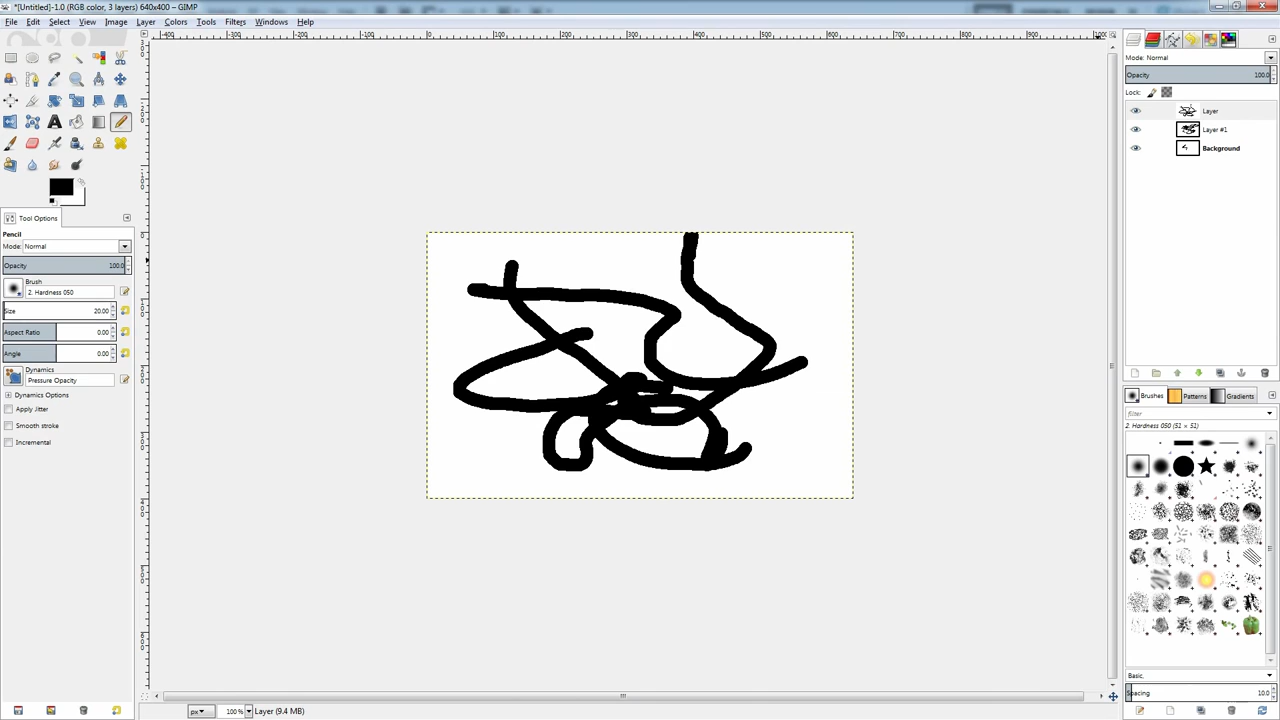 *[Untitled]-1.0 (RGB color, 3 layers) 640x400 – GIMP
File Edit Select View Image Layer Colors Tools Filters Windows Help
Tool Options
Pencil
Mode: Normal
Opacity 100.0
Brush
2. Hardness 050
Size 20.00
Aspect Ratio 0.00
Angle 0.00
Dynamics
Pressure Opacity
Dynamics Options
Apply Jitter
Smooth stroke
Incremental
px 100% Layer (9.4 MB)
Mode: Normal
Opacity 100.0
Lock:
Layer
Layer #1
Background
Brushes Patterns Gradients
filter
2. Hardness 050 (51 × 51)
Basic,
Spacing 10.0